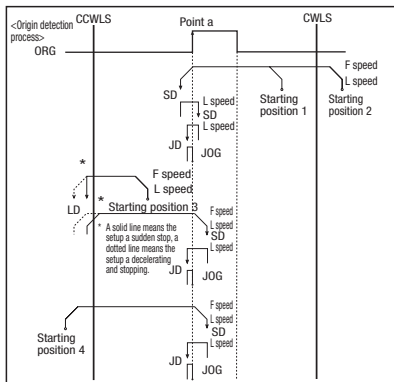 <Origin detection
process>
CCWLS
Point a
CWLS
ORG
F speed
L speed
SD
L speed
SD
L speed
Starting
position 1
Starting
position 2
JD
JOG
*
F speed
L speed
*
LD
Starting position 3
F speed
L speed
SD
L speed
* A solid line means the
setup a sudden stop, a
dotted line means the
setup a decelerating
and stopping.
JD
JOG
F speed
L speed
SD
Starting
position 4
L speed
JD
JOG